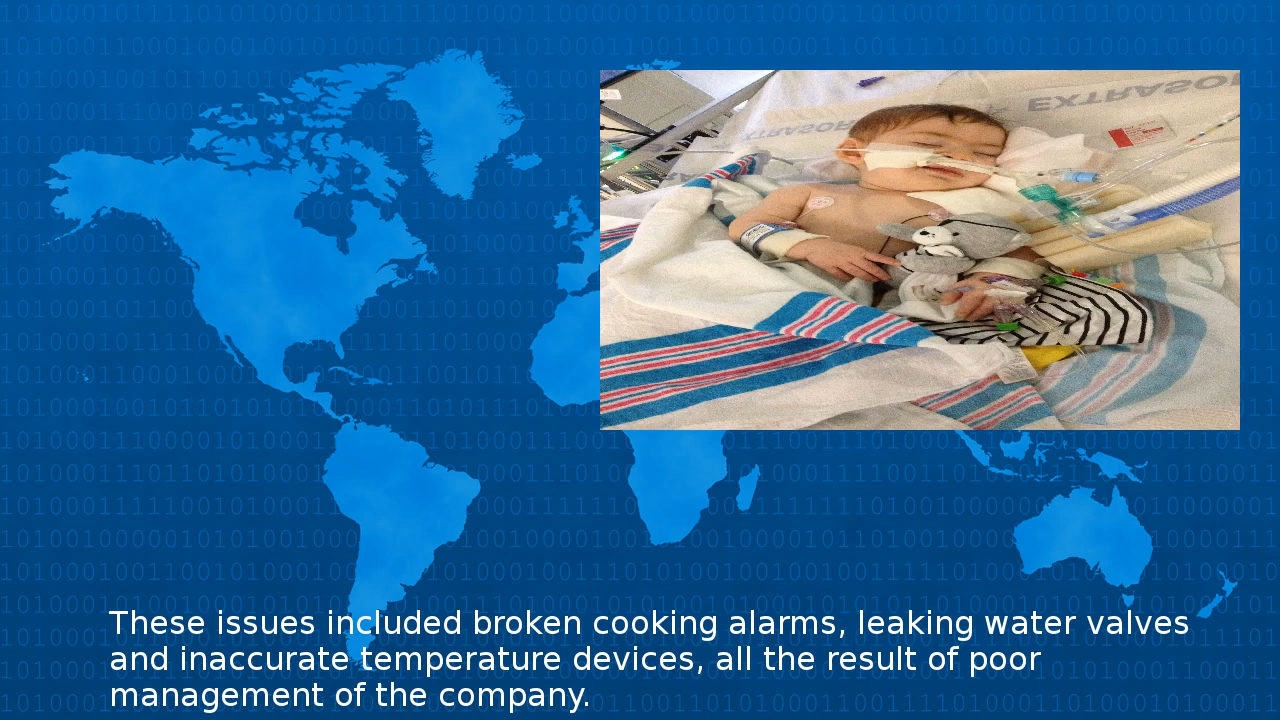 EXTRASO
These issues included broken cooking alarms, leaking water valves
and inaccurate temperature devices, all the result of poor
management of the company.